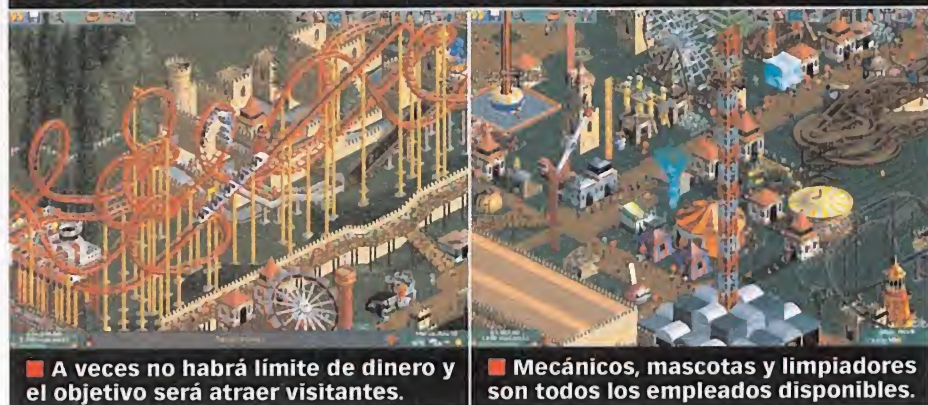 ■ A veces no habrá límite de dinero y
el objetivo será atraer visitantes.
■ Mecánicos, mascotas y limpiadores
son todos los empleados disponibles.